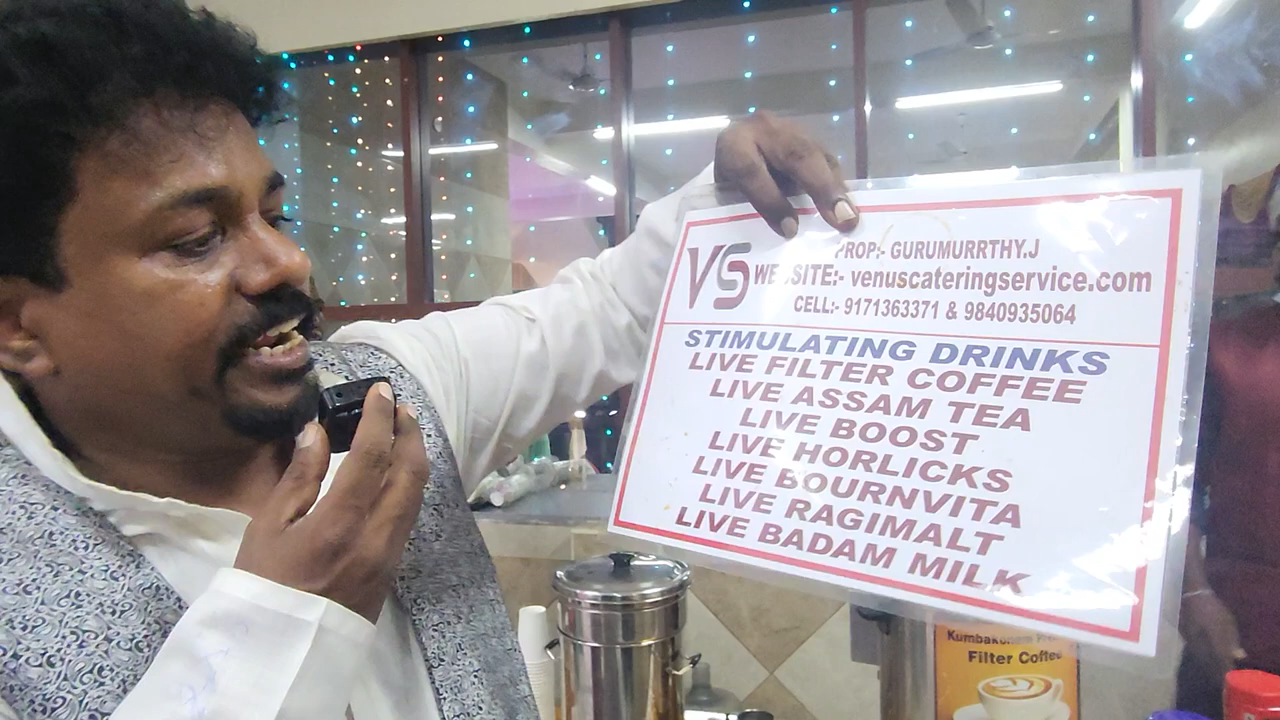 VS
PROP:- GURUMURRTHY.J
WEBSITE:- venuscateringservice.com
CELL:- 9171363371 & 9840935064
STIMULATING DRINKS
LIVE FILTER COFFEE
LIVE ASSAM TEA
LIVE BOOST
LIVE HORLICKS
LIVE BOURNVITA
LIVE RAGIMALT
LIVE BADAM MILK
Filter Coffee